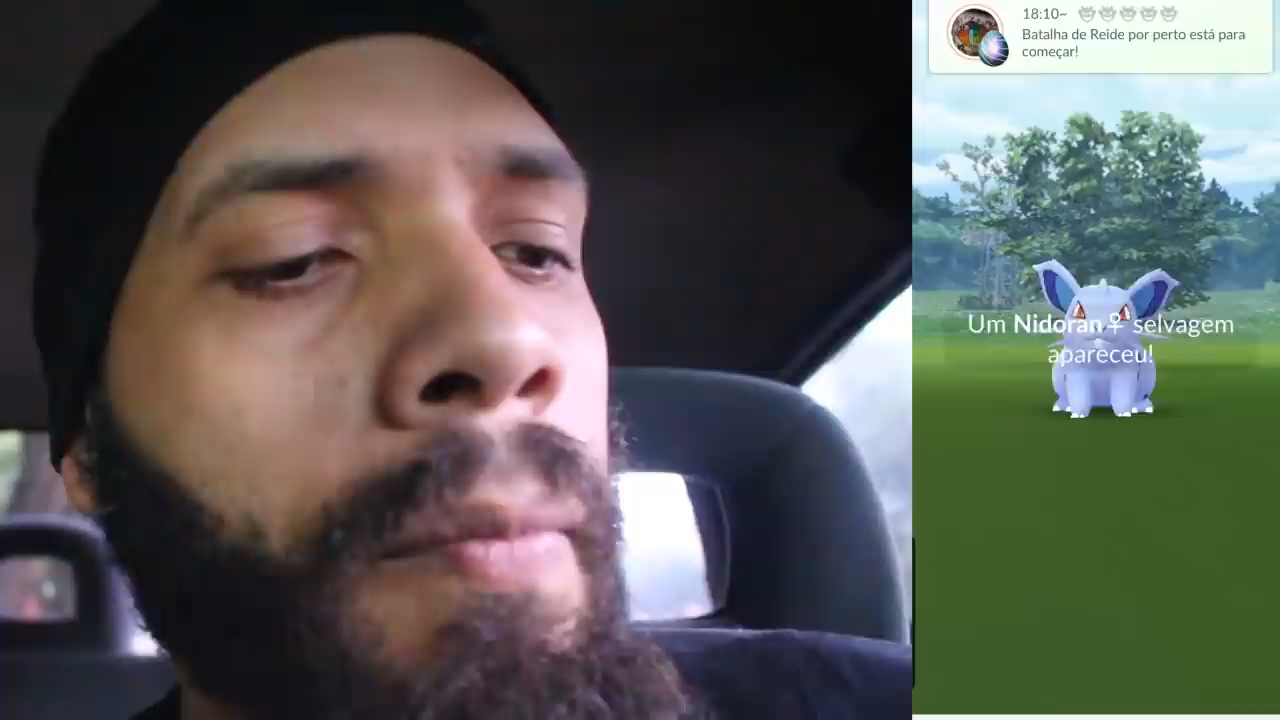 18:10~
Batalha de Reide por perto está para
começar!
Um Nidoran♀ selvagem
apareceu!